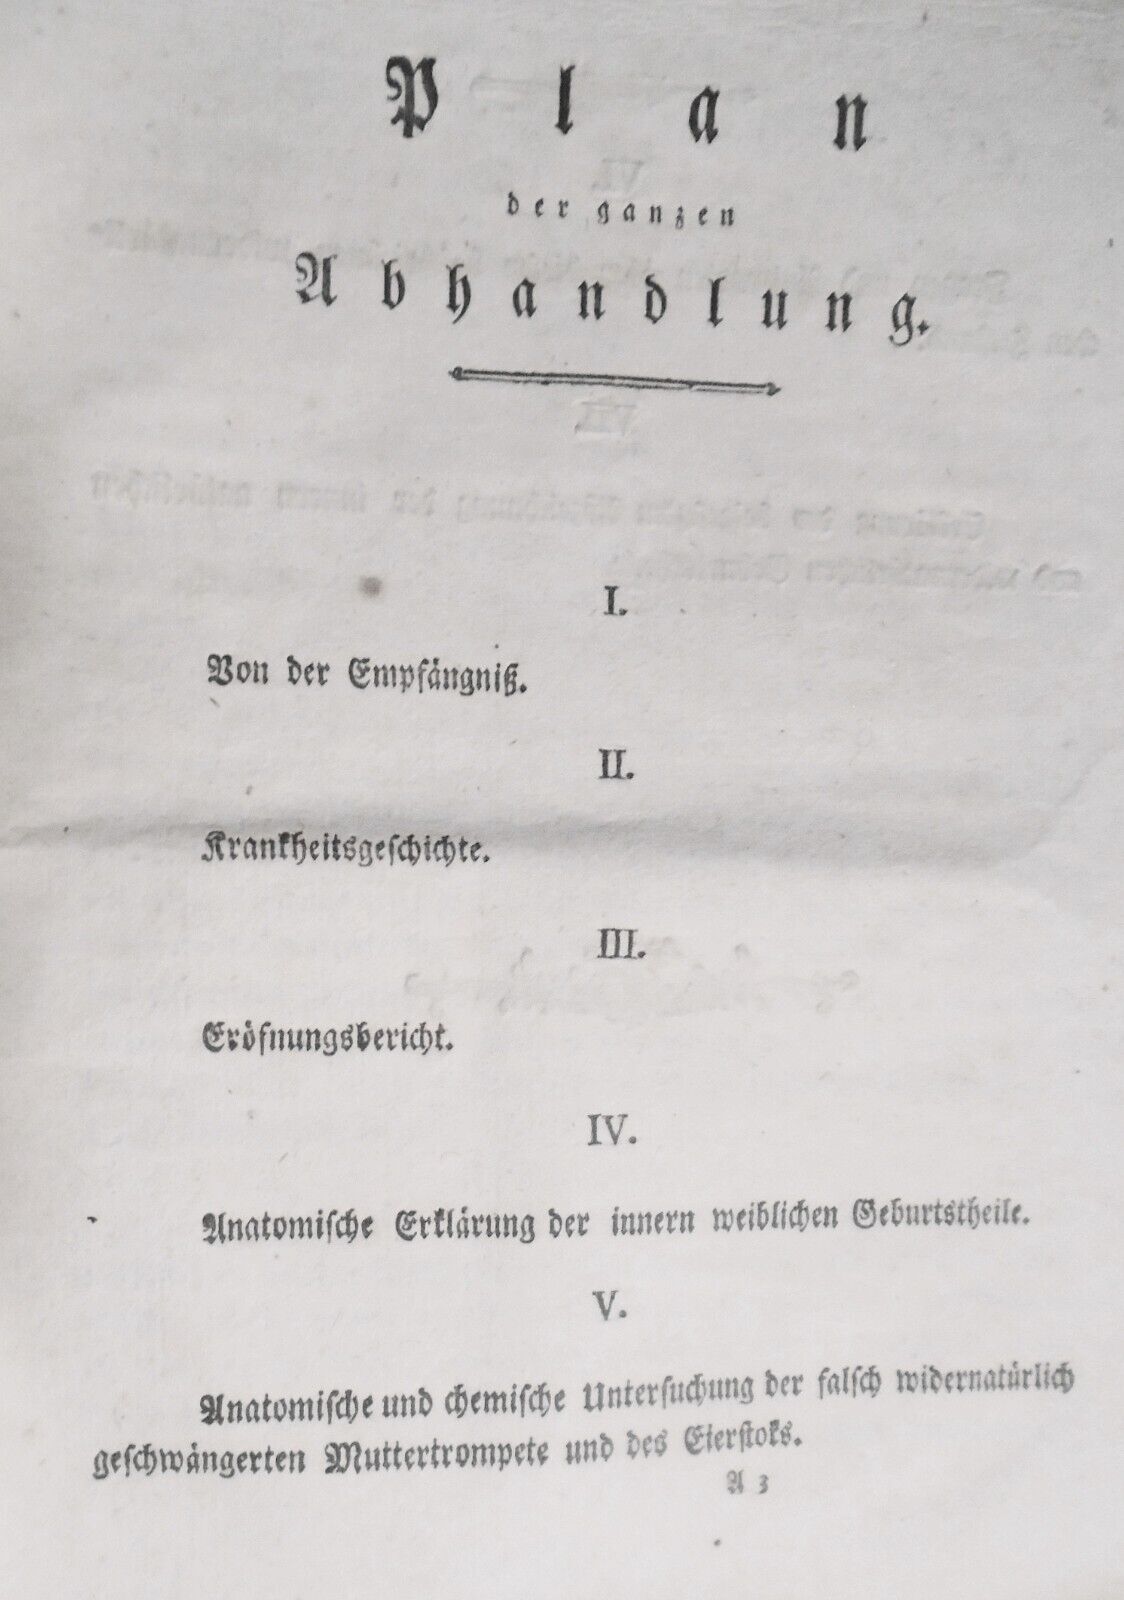 Plan
der ganzen
Abhandlung.
I.
Von der Empfängniß.
II.
Krankheitsgeschichte.
III.
Eröfnungsbericht.
IV.
Anatomische Erklärung der innern weiblichen Geburtstheile.
V.
Anatomische und chemische Untersuchung der falsch widernatürlich
geschwängerten Muttertrompete und des Eierstoks.
A 3